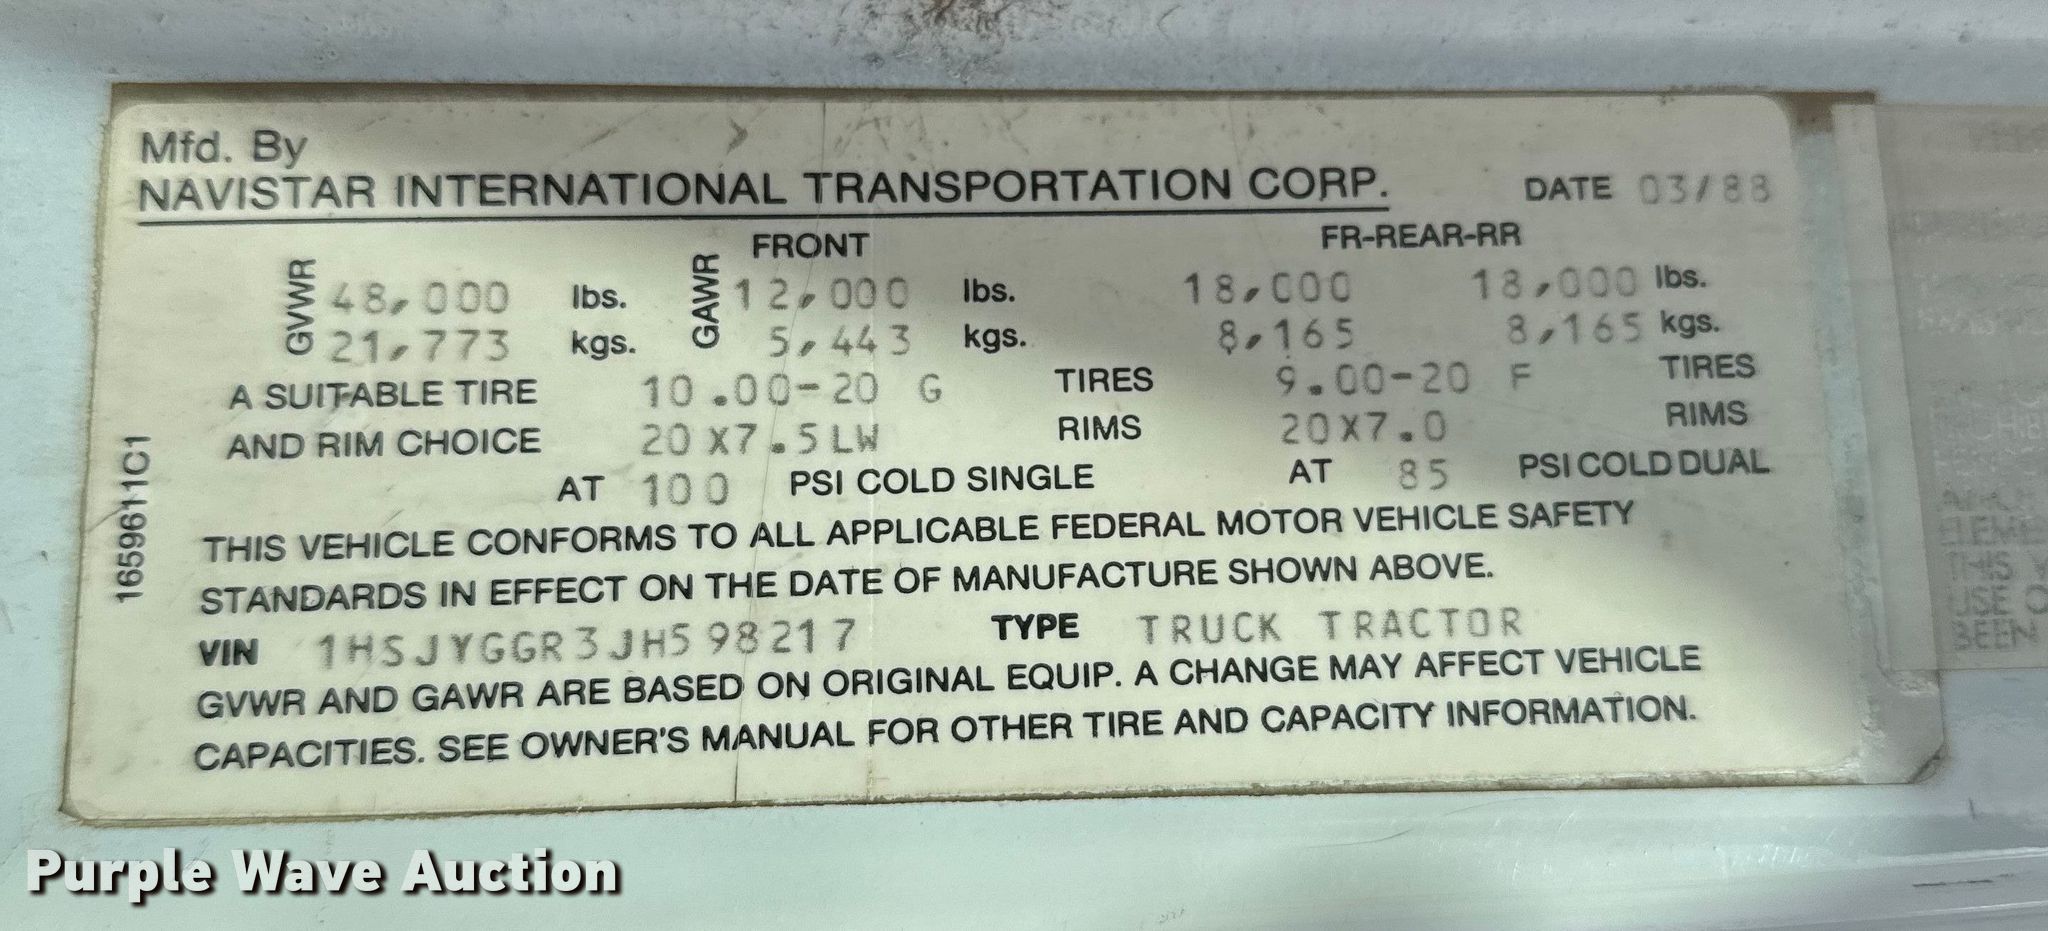 Mfd. By
NAVISTAR INTERNATIONAL TRANSPORTATION CORP. DATE 03/88
FRONT FR-REAR-RR
GVWR 48,000 lbs. GAWR 12,000 lbs. 18,000 18,000 lbs.
21,773 kgs. 5,443 kgs. 8,165 8,165 kgs.
A SUITABLE TIRE 10.00-20 G TIRES 9.00-20 F TIRES
AND RIM CHOICE 20X7.5LW RIMS 20X7.0 RIMS
AT 100 PSI COLD SINGLE AT 85 PSI COLD DUAL
1659611C1
THIS VEHICLE CONFORMS TO ALL APPLICABLE FEDERAL MOTOR VEHICLE SAFETY
STANDARDS IN EFFECT ON THE DATE OF MANUFACTURE SHOWN ABOVE.
VIN 1HSJYGGR3JH598217 TYPE TRUCK TRACTOR
GVWR AND GAWR ARE BASED ON ORIGINAL EQUIP. A CHANGE MAY AFFECT VEHICLE
CAPACITIES. SEE OWNER'S MANUAL FOR OTHER TIRE AND CAPACITY INFORMATION.
THIS
USE
BEEN
Purple Wave Auction